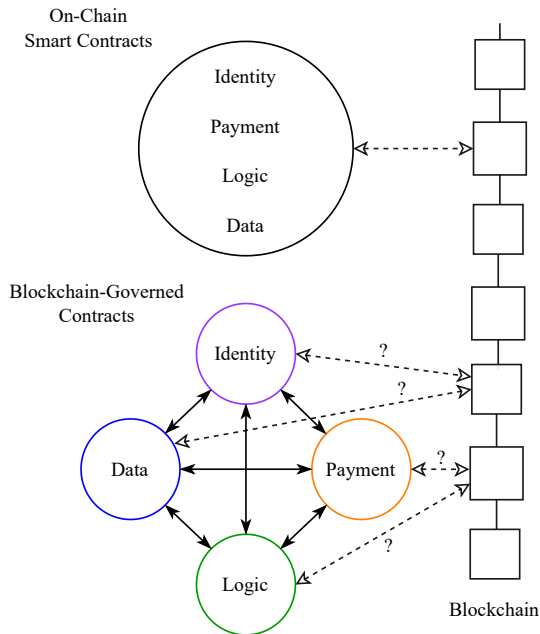 On-Chain
Smart Contracts
Identity
Payment
Logic
Data
Blockchain-Governed
Contracts
Identity
?
?
Data
Payment
?
?
Logic
Blockchain